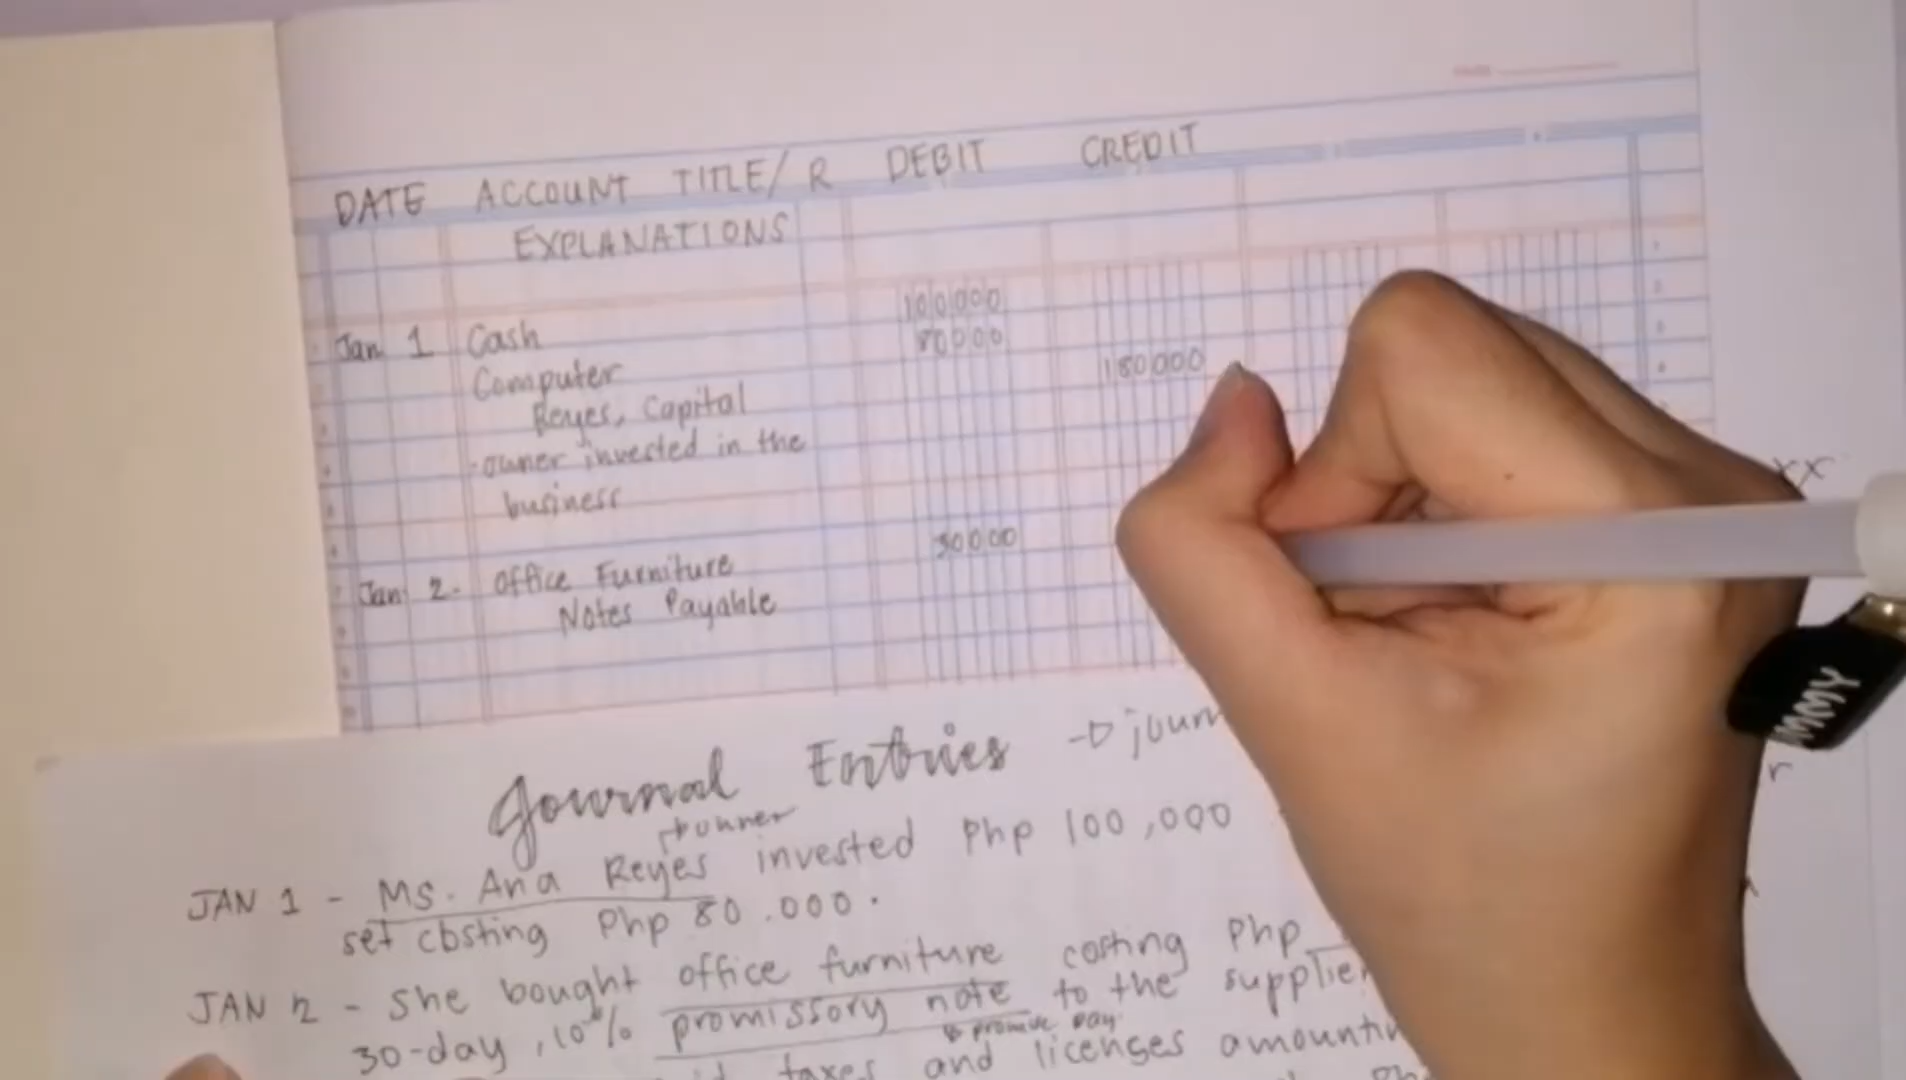 DATE ACCOUNT TITLE/ R DEBIT CREDIT
EXPLANATIONS
Jan 1 Cash 100000
Computer 80000
Reyes, Capital 180000
-owner invested in the
business
Jan 2- Office Furniture 30000
Notes Payable
xx
Journal Entries → journ
r
→owner
JAN 1 - Ms. Ana Reyes invested Php 100,000
set costing Php 80.000.
JAN 2 - She bought office furniture costing Php
30-day, 10% promissory note to the supplier
pay.
taxes and licenses amountin